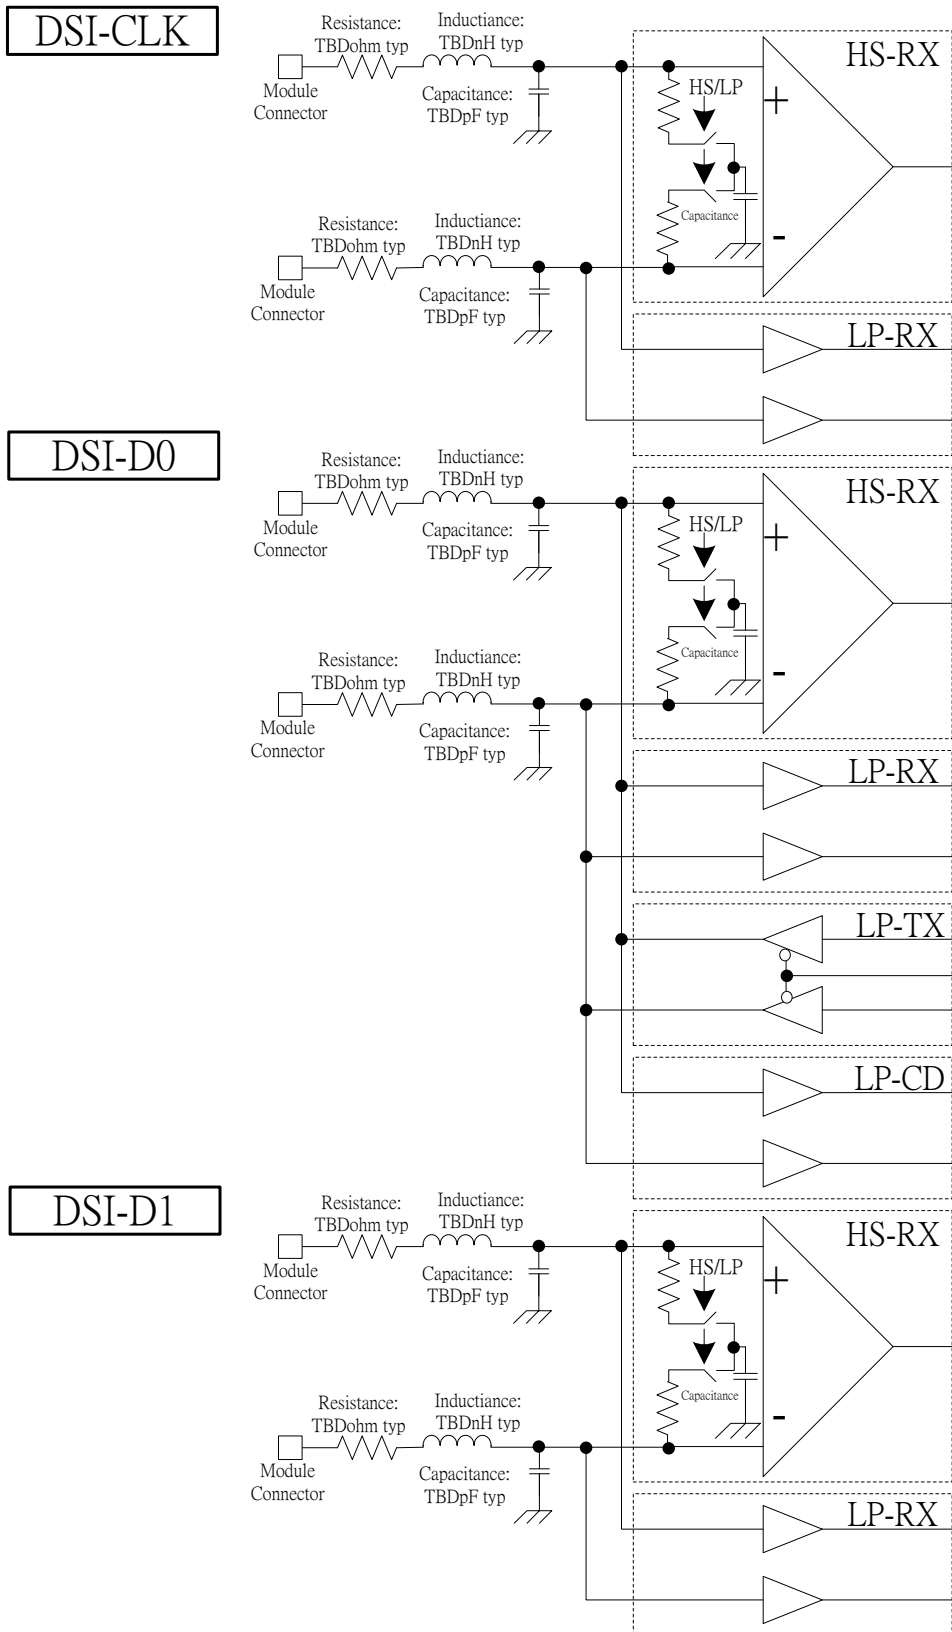 DSI-CLK
Resistance:
TBDohm typ
Inductiance:
TBDnH typ
Module
Connector
Capacitance:
TBDpF typ
HS-RX
HS/LP
+
Capacitance
-
Resistance:
TBDohm typ
Inductiance:
TBDnH typ
Module
Connector
Capacitance:
TBDpF typ
LP-RX
DSI-D0
Resistance:
TBDohm typ
Inductiance:
TBDnH typ
Module
Connector
Capacitance:
TBDpF typ
HS-RX
HS/LP
+
Capacitance
-
Resistance:
TBDohm typ
Inductiance:
TBDnH typ
Module
Connector
Capacitance:
TBDpF typ
LP-RX
LP-TX
LP-CD
DSI-D1
Resistance:
TBDohm typ
Inductiance:
TBDnH typ
Module
Connector
Capacitance:
TBDpF typ
HS-RX
HS/LP
+
Capacitance
-
Resistance:
TBDohm typ
Inductiance:
TBDnH typ
Module
Connector
Capacitance:
TBDpF typ
LP-RX